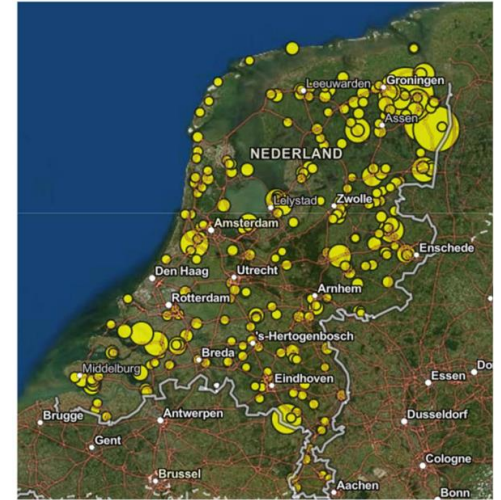 Leeuwarden
Groningen
Assen
NEDERLAND
Lelystad
Zwolle
Amsterdam
Enschede
Den Haag
Utrecht
Arnhem
Rotterdam
's-Hertogenbosch
Breda
Middelburg
Eindhoven
Essen
Do
Brugge
Antwerpen
Dusseldorf
Gent
Cologne
Brussel
Aachen
Bonn